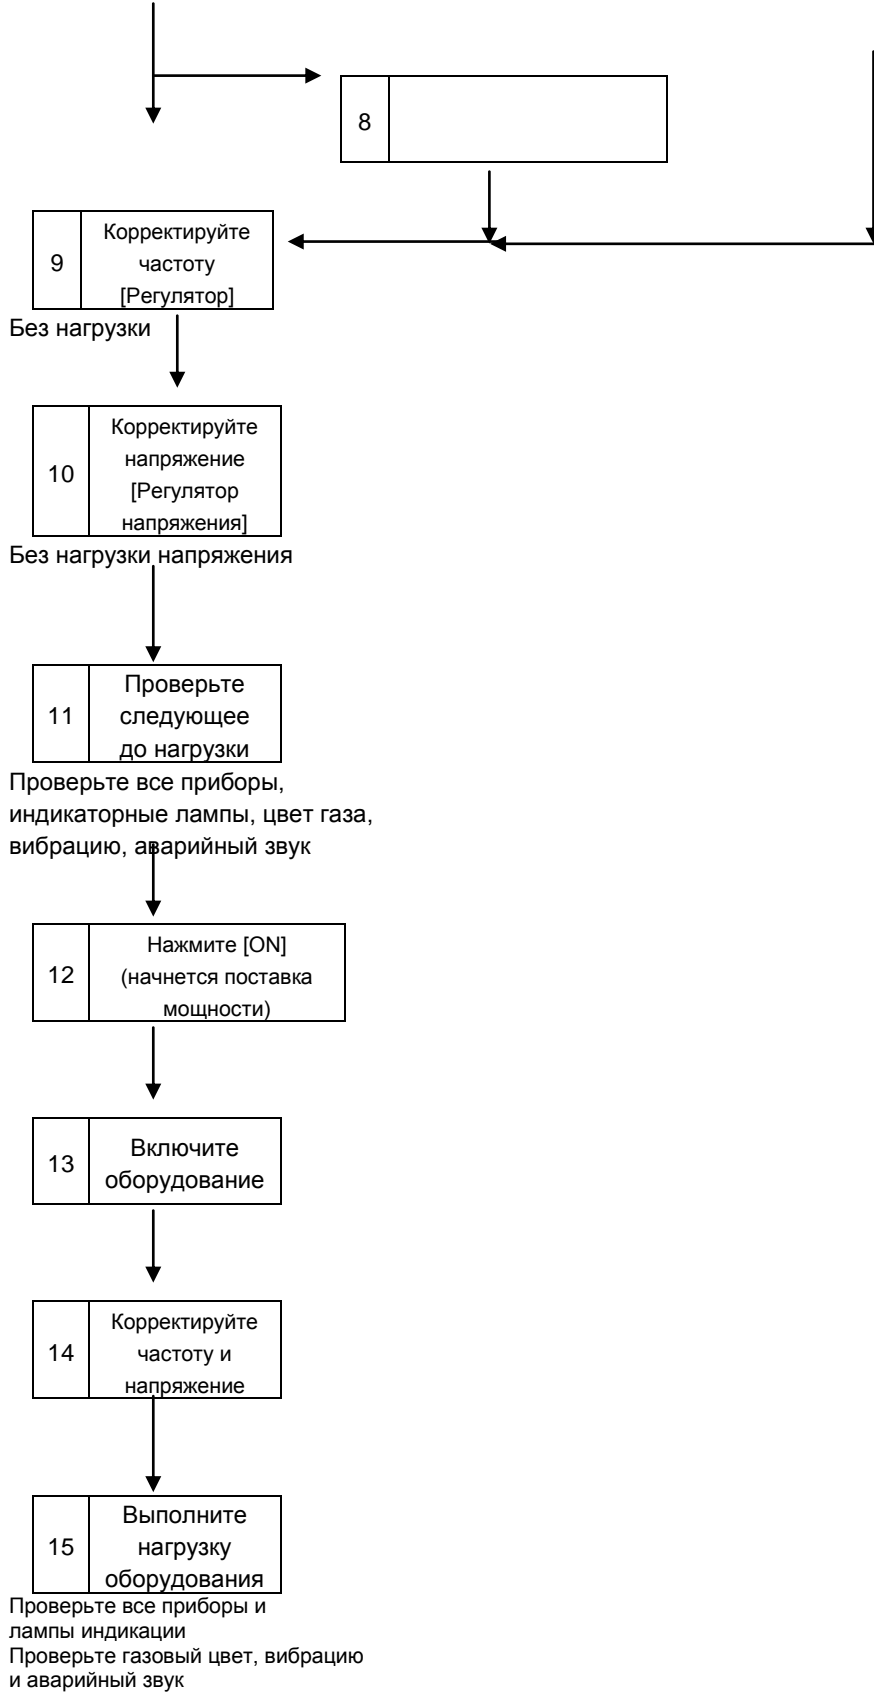 8
9
Корректируйте
частоту
[Регулятор]
Без нагрузки
10
Корректируйте
напряжение
[Регулятор
напряжения]
Без нагрузки напряжения
11
Проверьте
следующее
до нагрузки
Проверьте все приборы,
индикаторные лампы, цвет газа,
вибрацию, аварийный звук
12
Нажмите [ON]
(начнется поставка
мощности)
13
Включите
оборудование
14
Корректируйте
частоту и
напряжение
15
Выполните
нагрузку
оборудования
Проверьте все приборы и
лампы индикации
Проверьте газовый цвет, вибрацию
и аварийный звук